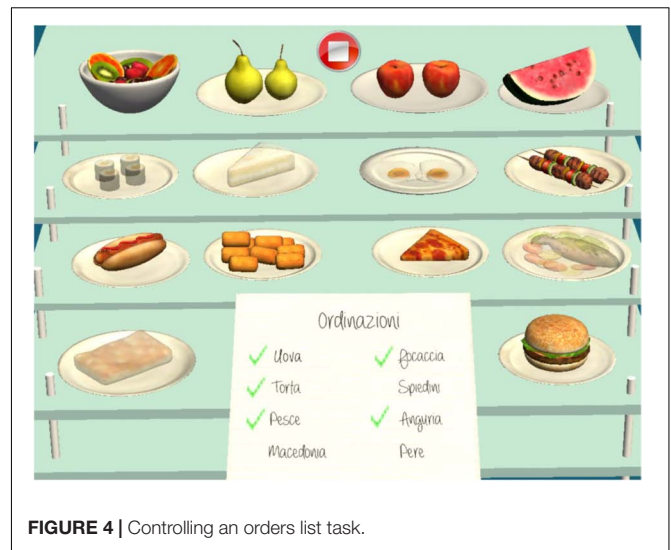 Ordinazioni
Uova
focaccia
Torta
Spiedini
Pesce
Anguria
Macedonia
Pere
FIGURE 4 | Controlling an orders list task.